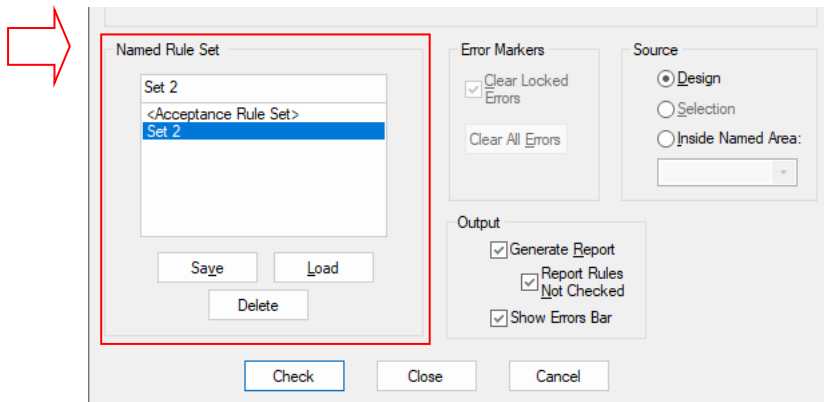 Named Rule Set
Set 2
<Acceptance Rule Set>
Set 2
Save
Load
Delete
Error Markers
Clear Locked
Errors
Clear All Errors
Source
Design
Selection
Inside Named Area:
Output
Generate Report
Report Rules
Not Checked
Show Errors Bar
Check
Close
Cancel